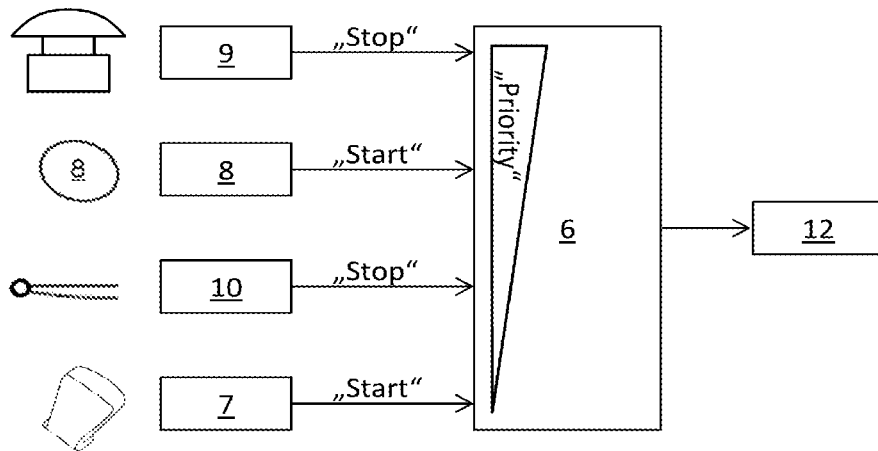 9
„Stop“
8
8
„Start“
„Priority“
6
12
10
„Stop“
7
„Start“